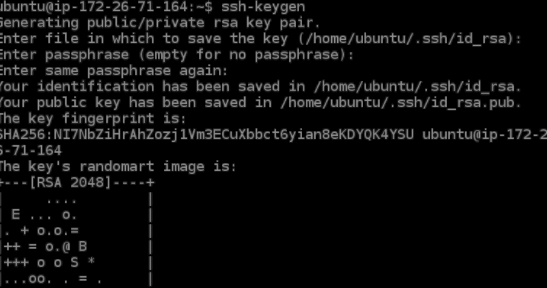 ubuntu@ip-172-26-71-164:~$ ssh-keygen
Generating public/private rsa key pair.
Enter file in which to save the key (/home/ubuntu/.ssh/id_rsa):
Enter passphrase (empty for no passphrase):
Enter same passphrase again:
Your identification has been saved in /home/ubuntu/.ssh/id_rsa.
Your public key has been saved in /home/ubuntu/.ssh/id_rsa.pub.
The key fingerprint is:
SHA256:NI7NbZiHrAhZozj1Vm3ECuXbbct6yian8eKDYQK4YSU ubuntu@ip-172-2
6-71-164
The key's randomart image is:
+---[RSA 2048]----+
|     ....        |
| E ... o.        |
|. + o.o.=        |
|++ = o.@ B       |
|+++ o o S *      |
|...oo. . = .     |